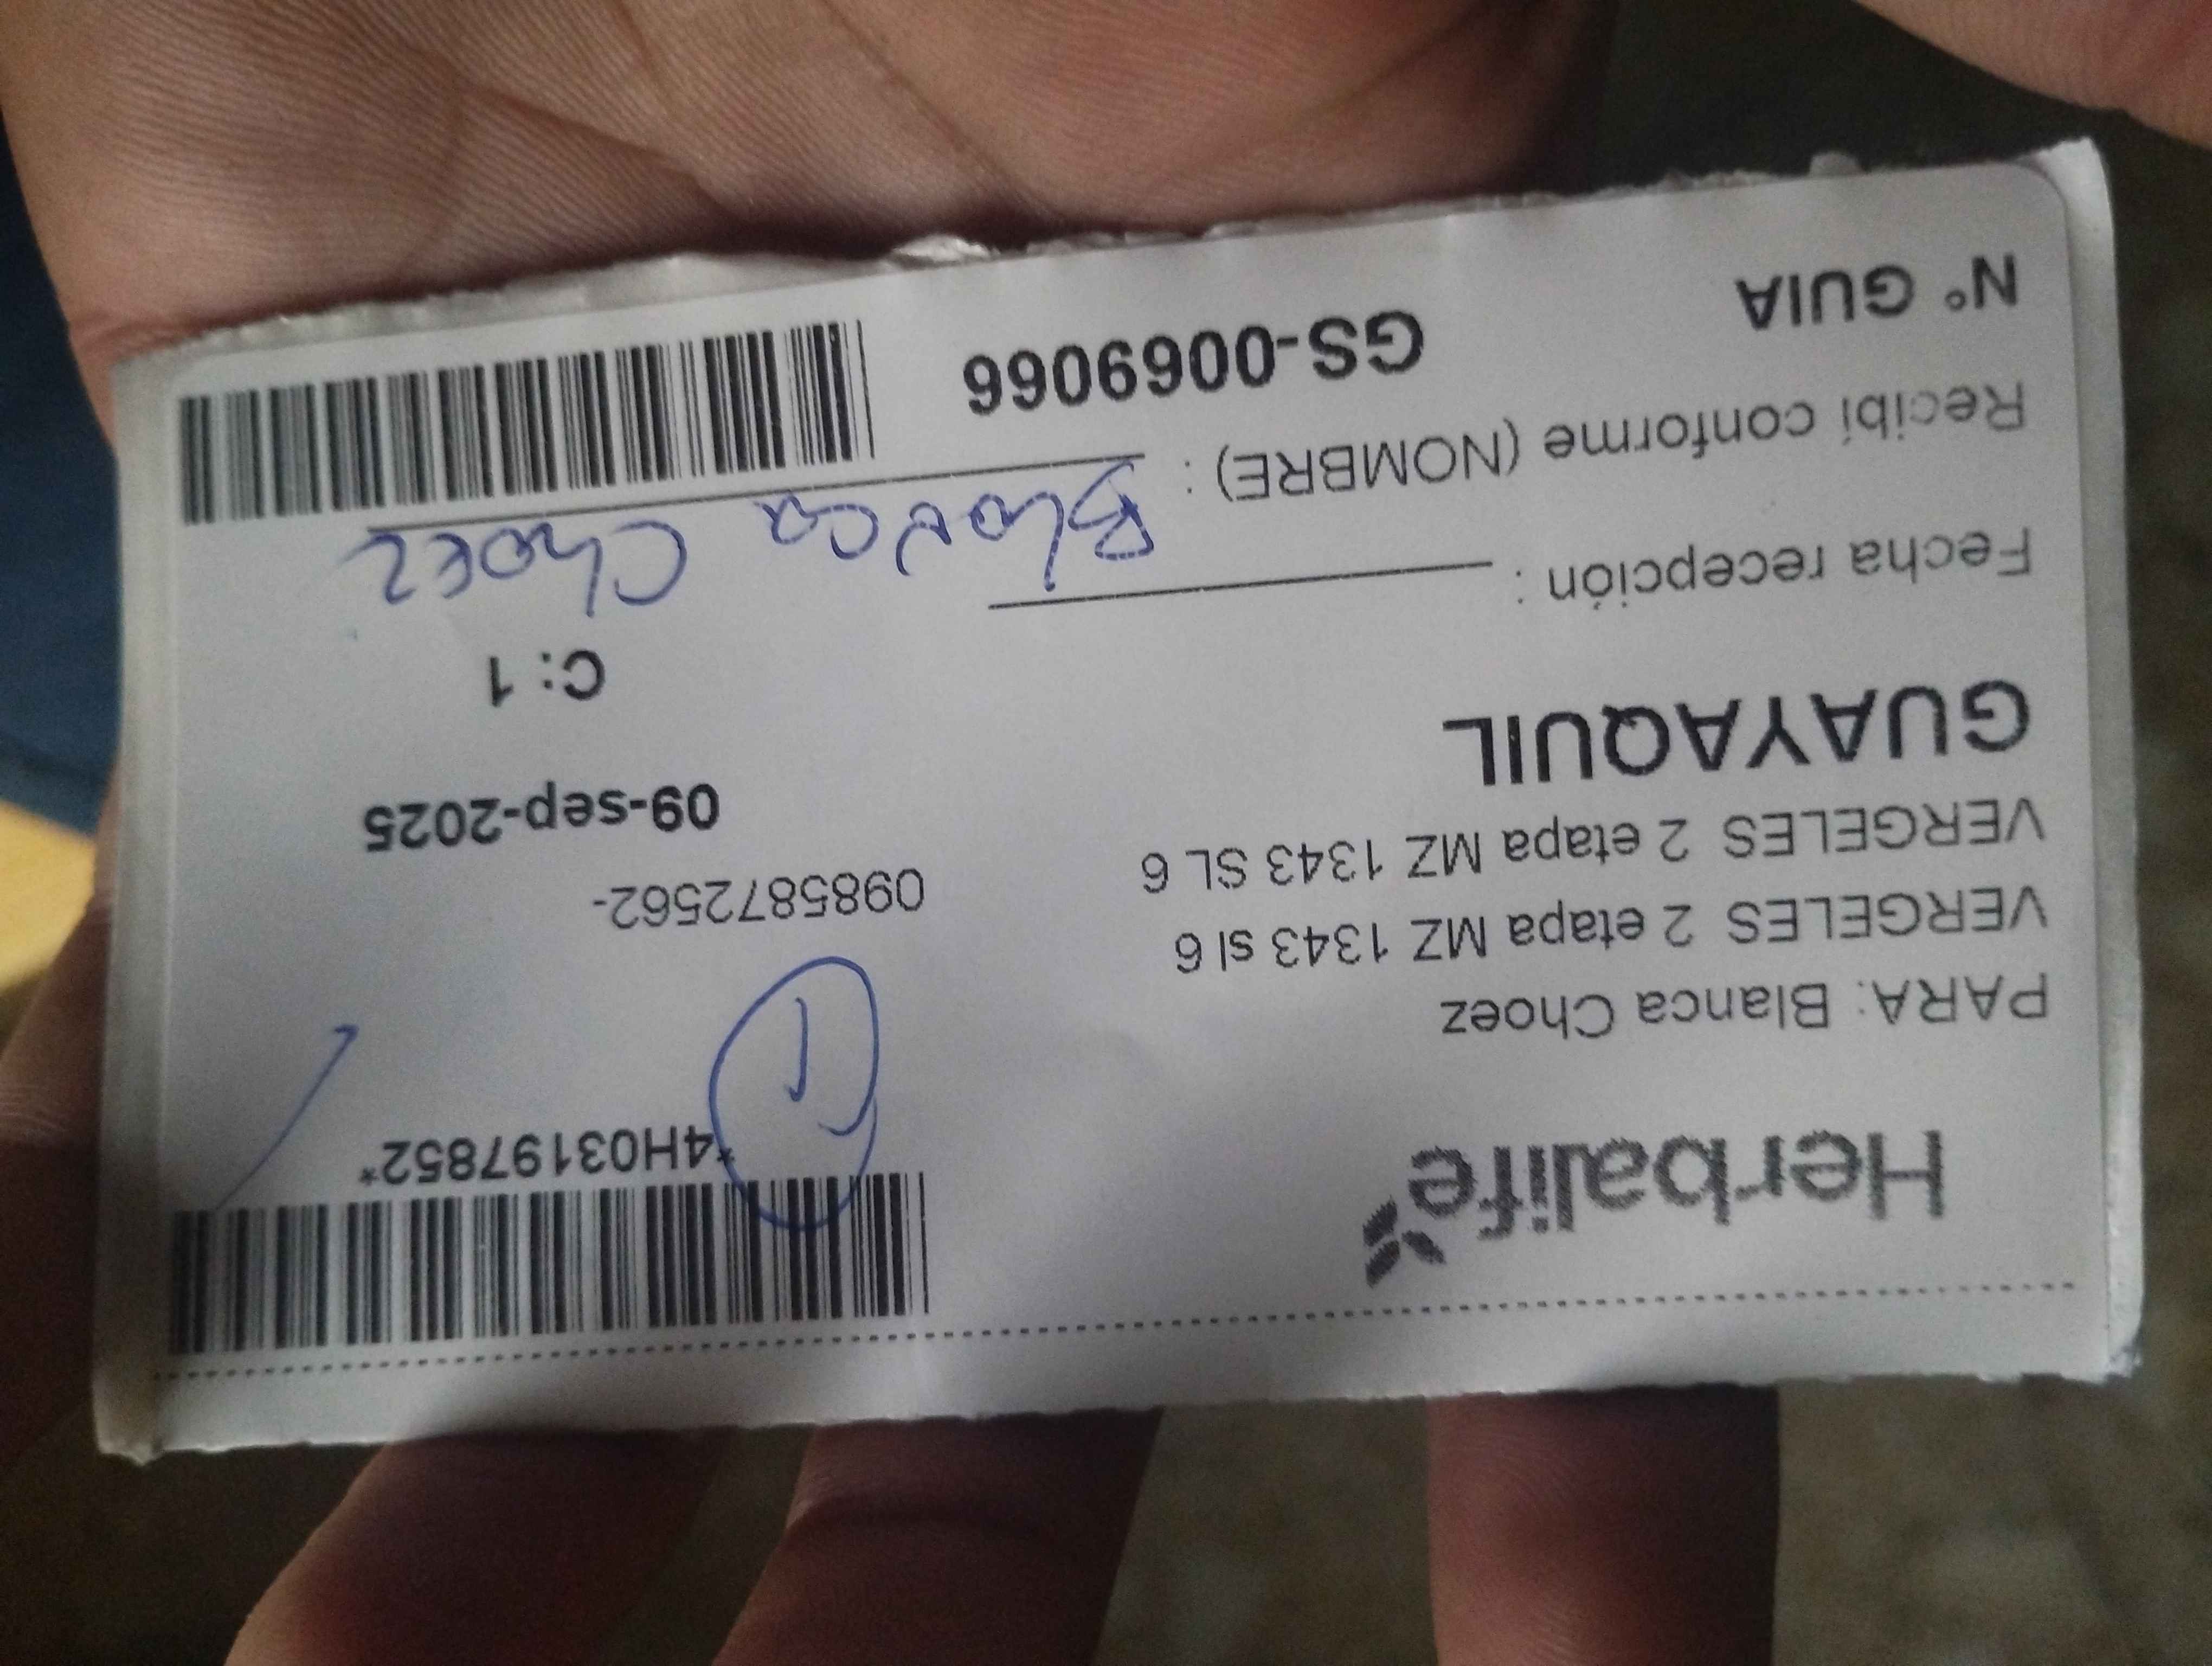 Herbalife
*4H03197852*
1
PARA: Blanca Choez
VERGELES 2 etapa MZ 1343 sl 6
0985872562-
VERGELES 2 etapa MZ 1343 SL 6
09-sep-2025
GUAYAQUIL
C: 1
Fecha recepción :
Recibí conforme (NOMBRE) : Blanca Choez
N° GUIA GS-0069066